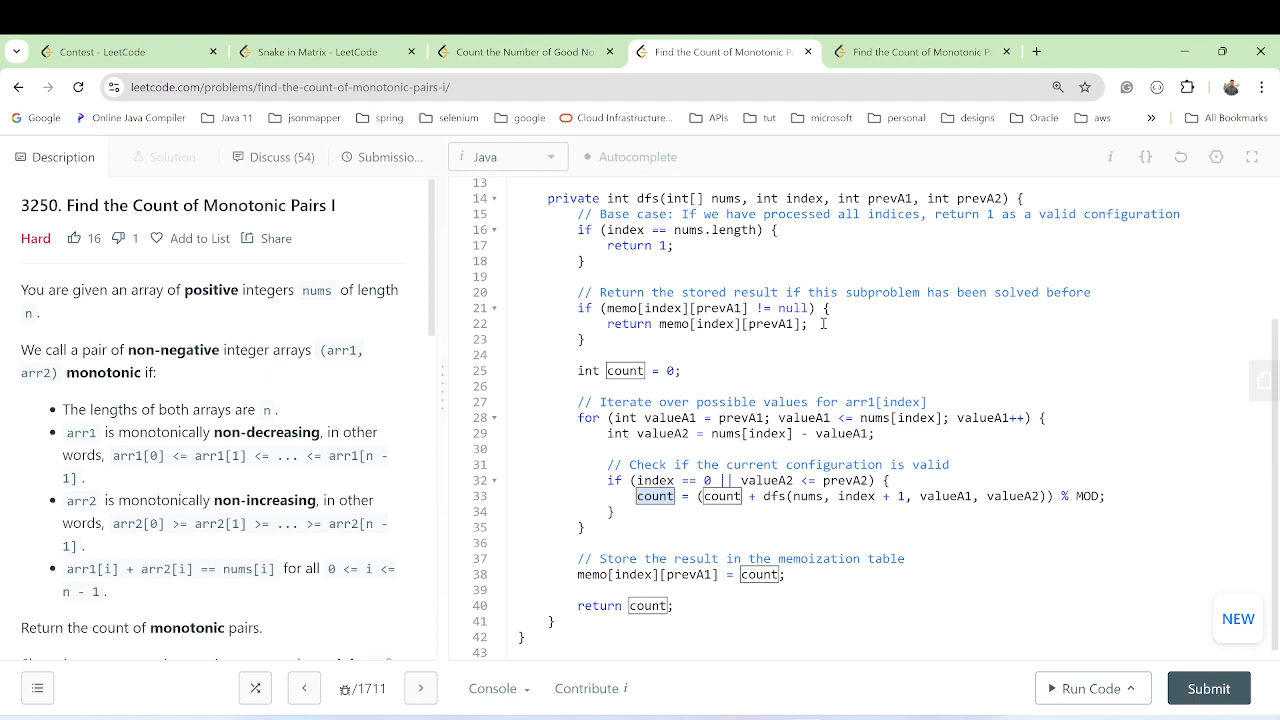 Contest - LeetCode
Snake in Matrix - LeetCode
Count the Number of Good No
Find the Count of Monotonic P
Find the Count of Monotonic P
leetcode.com/problems/find-the-count-of-monotonic-pairs-i/
Google
Online Java Compiler
Java 11
jsonmapper
spring
selenium
google
Cloud Infrastructure...
APIs
tut
microsoft
personal
designs
Oracle
aws
»
All Bookmarks
Description
Solution
Discuss (54)
Submissio...
i Java
Autocomplete
i
{}
3250. Find the Count of Monotonic Pairs I
Hard
16
1
Add to List
Share
You are given an array of positive integers nums of length
n.
We call a pair of non-negative integer arrays (arr1,
arr2) monotonic if:
The lengths of both arrays are n.
arr1 is monotonically non-decreasing, in other
words, arr1[0] <= arr1[1] <= ... <= arr1[n -
1].
arr2 is monotonically non-increasing, in other
words, arr2[0] >= arr2[1] >= ... >= arr2[n -
1].
arr1[i] + arr2[i] == nums[i] for all 0 <= i <=
n - 1.
Return the count of monotonic pairs.
13
14 private int dfs(int[] nums, int index, int prevA1, int prevA2) {
15 // Base case: If we have processed all indices, return 1 as a valid configuration
16 if (index == nums.length) {
17 return 1;
18 }
19
20 // Return the stored result if this subproblem has been solved before
21 if (memo[index][prevA1] != null) {
22 return memo[index][prevA1];
23 }
24
25 int count = 0;
26
27 // Iterate over possible values for arr1[index]
28 for (int valueA1 = prevA1; valueA1 <= nums[index]; valueA1++) {
29 int valueA2 = nums[index] - valueA1;
30
31 // Check if the current configuration is valid
32 if (index == 0 || valueA2 <= prevA2) {
33 count = (count + dfs(nums, index + 1, valueA1, valueA2)) % MOD;
34 }
35 }
36
37 // Store the result in the memoization table
38 memo[index][prevA1] = count;
39
40 return count;
41 }
42 }
43
NEW
/1711
Console
Contribute i
Run Code
Submit